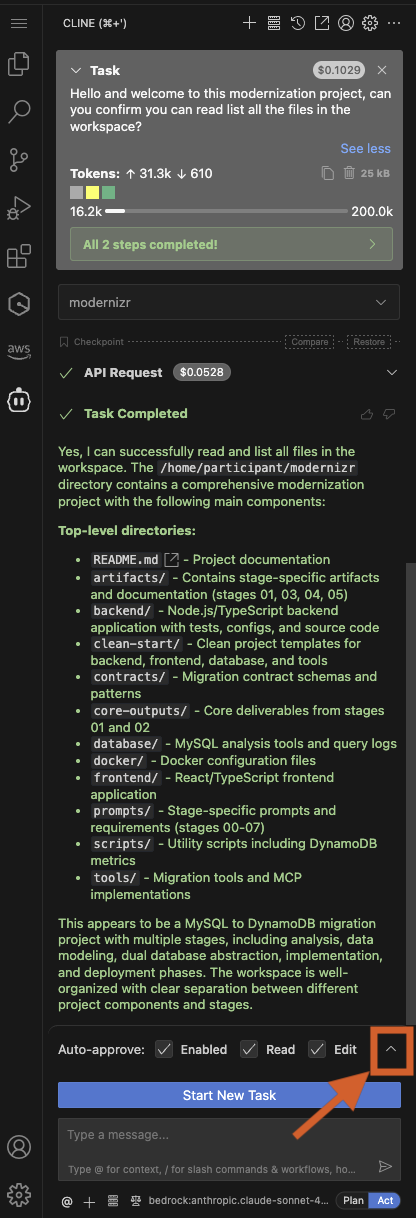 CLINE (⌘+')
Task
$0.1029
Hello and welcome to this modernization project, can
you confirm you can read list all the files in the
workspace?
See less
Tokens: ↑ 31.3k ↓ 610
25 kB
16.2k
200.0k
All 2 steps completed!
modernizr
Checkpoint
Compare
Restore
API Request
$0.0528
Task Completed
Yes, I can successfully read and list all files in the
workspace. The /home/participant/modernizr
directory contains a comprehensive modernization
project with the following main components:
Top-level directories:
• README.md - Project documentation
• artifacts/ - Contains stage-specific artifacts
and documentation (stages 01, 03, 04, 05)
• backend/ - Node.js/TypeScript backend
application with tests, configs, and source code
• clean-start/ - Clean project templates for
backend, frontend, database, and tools
• contracts/ - Migration contract schemas and
patterns
• core-outputs/ - Core deliverables from stages
01 and 02
• database/ - MySQL analysis tools and query logs
• docker/ - Docker configuration files
• frontend/ - React/TypeScript frontend
application
• prompts/ - Stage-specific prompts and
requirements (stages 00-07)
• scripts/ - Utility scripts including DynamoDB
metrics
• tools/ - Migration tools and MCP
implementations
This appears to be a MySQL to DynamoDB migration
project with multiple stages, including analysis, data
modeling, dual database abstraction, implementation,
and deployment phases. The workspace is well-
organized with clear separation between different
project components and stages.
Auto-approve: Enabled Read Edit
Start New Task
Type a message...
Type @ for context, / for slash commands & workflows, ho...
@ bedrock:anthropic.claude-sonnet-4...
Plan Act
aws